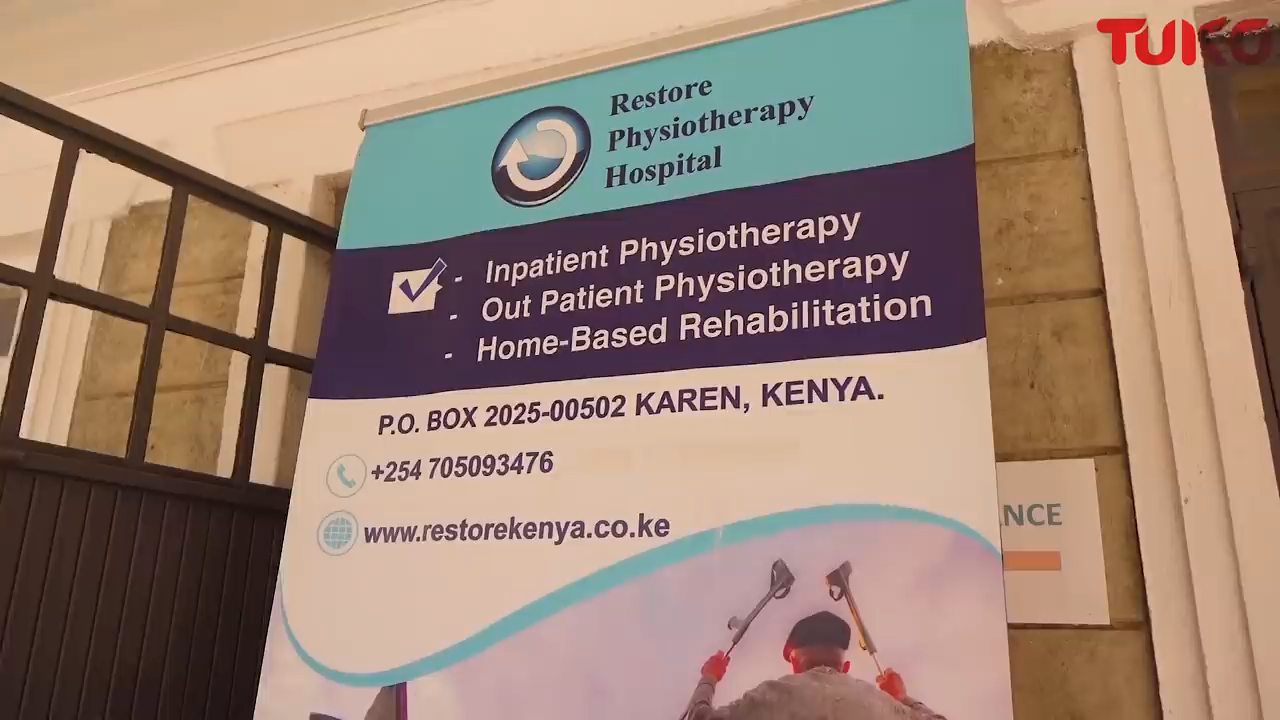 TUKO
Restore
Physiotherapy
Hospital
- Inpatient Physiotherapy
- Out Patient Physiotherapy
- Home-Based Rehabilitation
P.O. BOX 2025-00502 KAREN, KENYA.
+254 705093476
www.restorekenya.co.ke
NCE